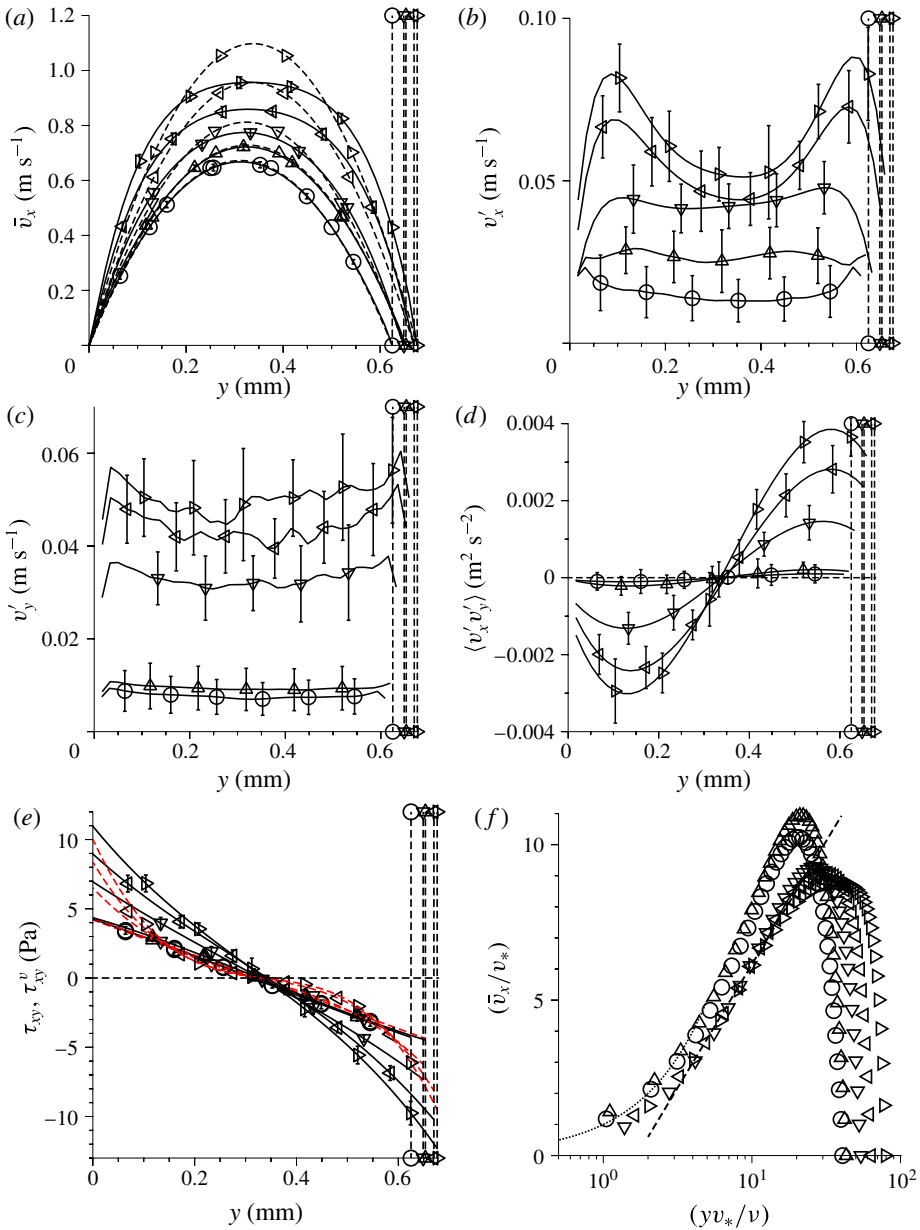 (a)
1.2
1.0
0.8
0.6
0.4
0.2
0
0.2
0.4
0.6
y (mm)
v̄ₓ (m s⁻¹)
(b)
0.10
0.05
0
0.2
0.4
0.6
y (mm)
v′ₓ (m s⁻¹)
(c)
0.06
0.04
0.02
0
0.2
0.4
0.6
y (mm)
v′ᵧ (m s⁻¹)
(d)
0.004
0.002
0
−0.002
−0.004
0
0.2
0.4
0.6
y (mm)
⟨v′ₓv′ᵧ⟩ (m² s⁻²)
(e)
10
5
0
−5
−10
0
0.2
0.4
0.6
y (mm)
τxy, τᵛxy (Pa)
(f)
10
5
0
10⁰
10¹
10²
(yv*/ν)
(v̄ₓ/v*)